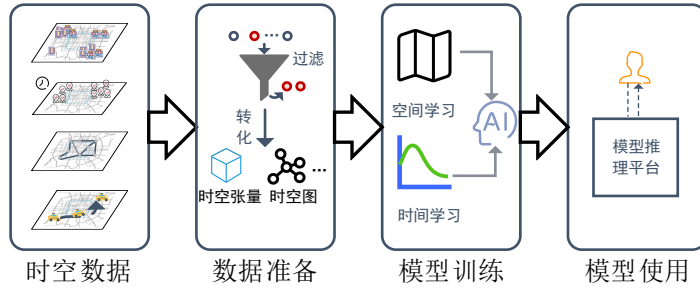 过滤
转
化
时空张量
时空图
...
空间学习
AI
时间学习
模型推
理平台
时空数据
数据准备
模型训练
模型使用